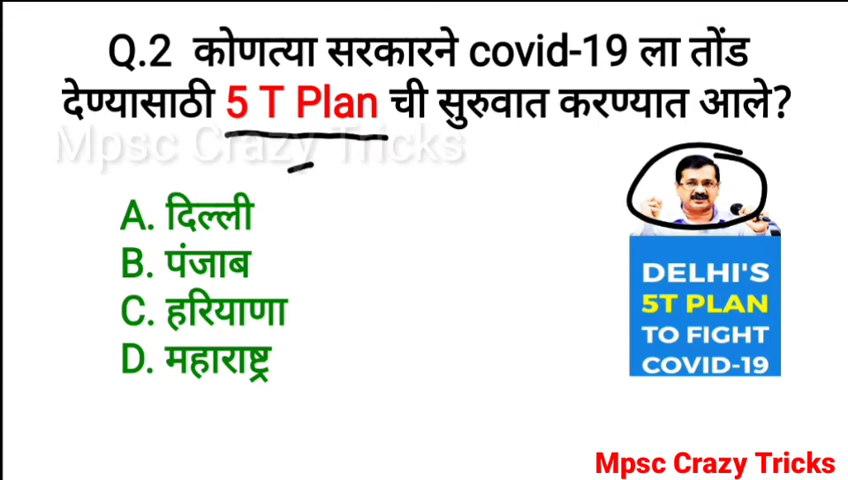 Q.2 कोणत्या सरकारने covid-19 ला तोंड
देण्यासाठी 5 T Plan ची सुरुवात करण्यात आले?
Mpsc Crazy Tricks
A. दिल्ली
B. पंजाब
C. हरियाणा
D. महाराष्ट्र
DELHI'S
5T PLAN
TO FIGHT
COVID-19
Mpsc Crazy Tricks